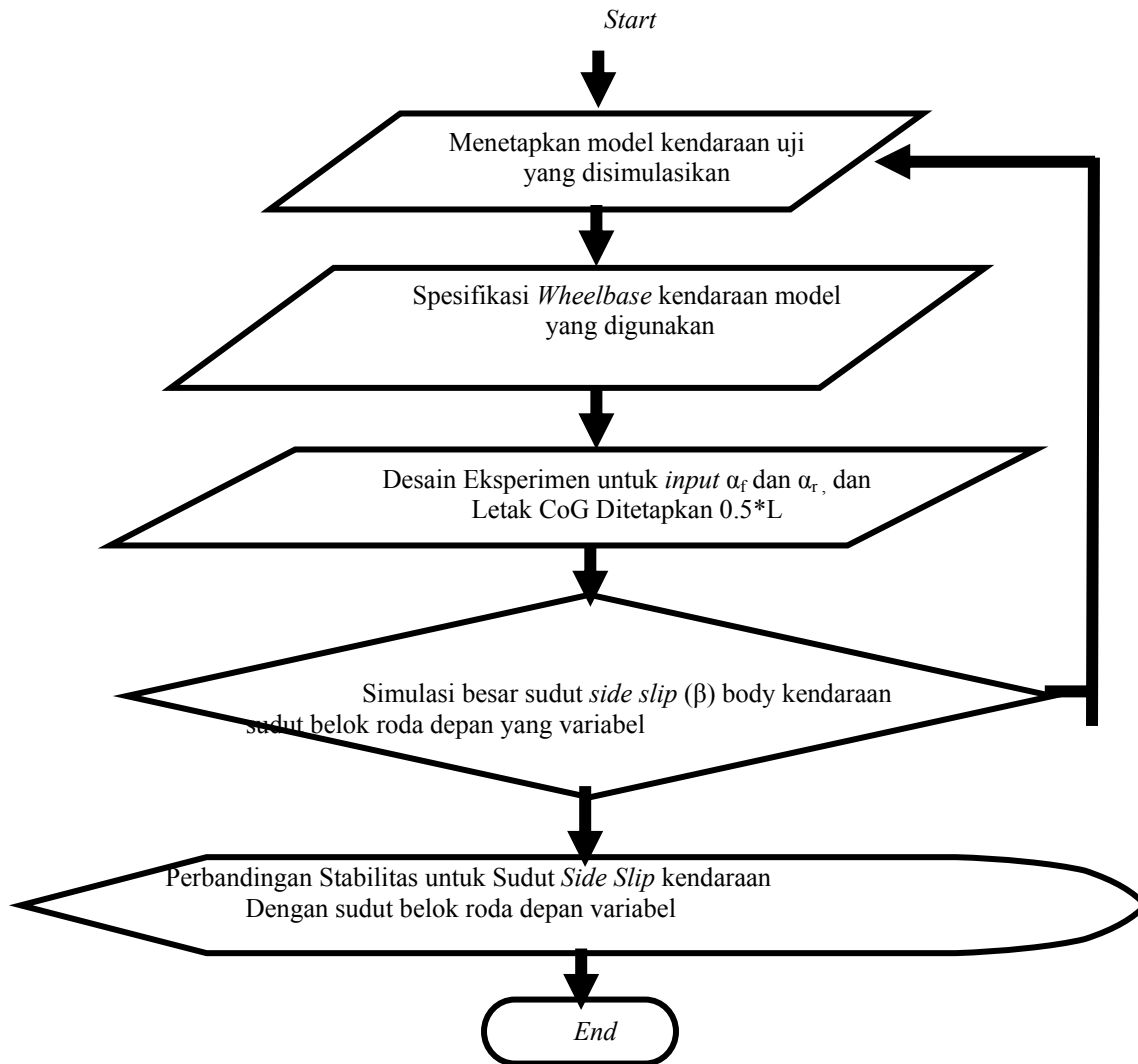 Start
Menetapkan model kendaraan uji
yang disimulasikan
Spesifikasi Wheelbase kendaraan model
yang digunakan
Desain Eksperimen untuk input αf dan αr , dan
Letak CoG Ditetapkan 0.5*L
Simulasi besar sudut side slip (β) body kendaraan
sudut belok roda depan yang variabel
Perbandingan Stabilitas untuk Sudut Side Slip kendaraan
Dengan sudut belok roda depan variabel
End